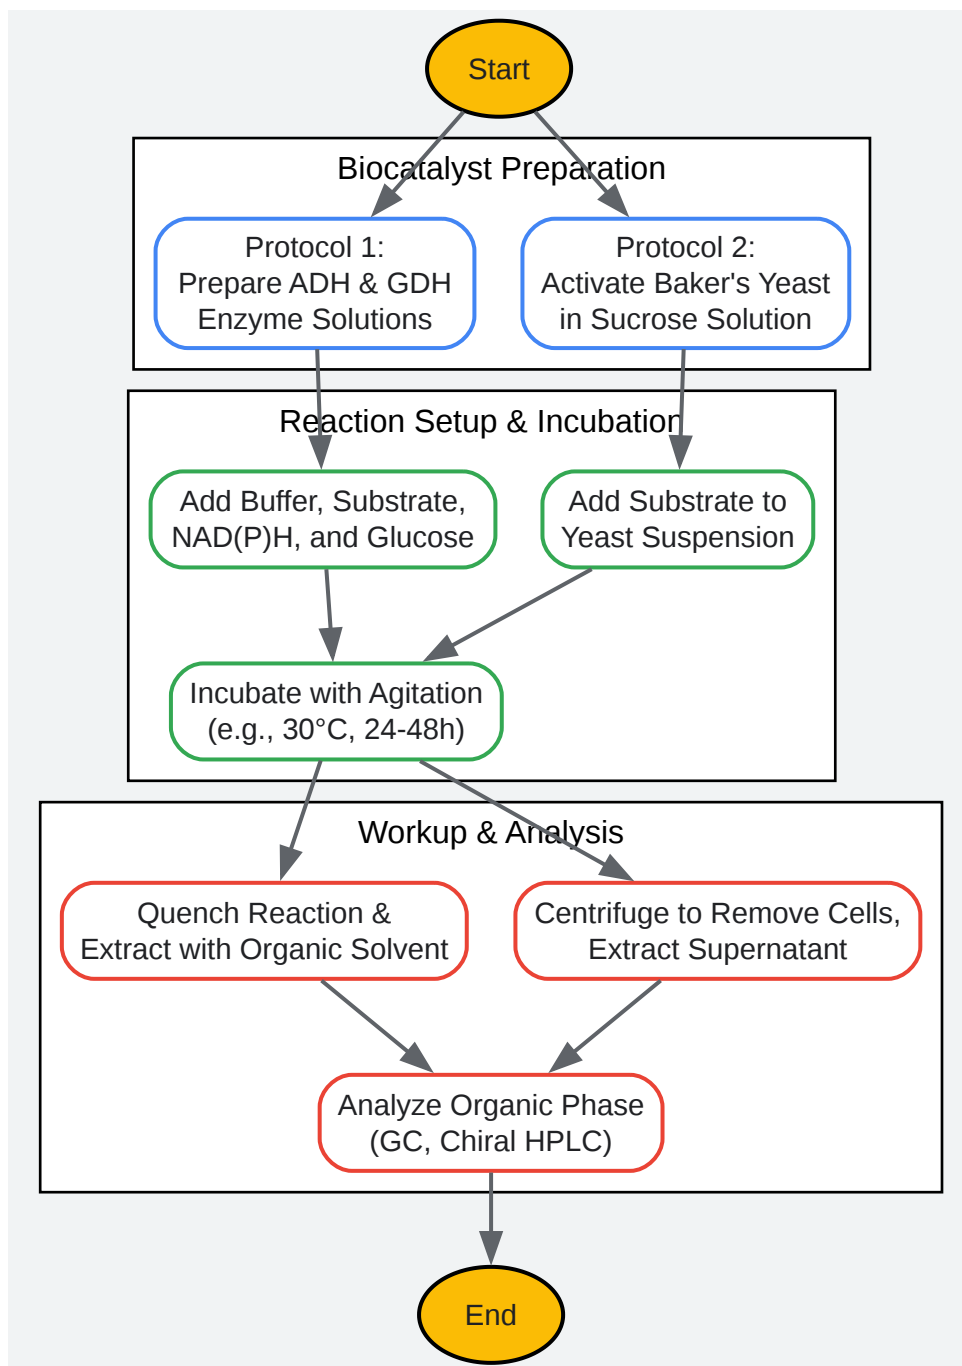 Start
Biocatalyst Preparation
Protocol 1:
Prepare ADH & GDH
Enzyme Solutions
Protocol 2:
Activate Baker's Yeast
in Sucrose Solution
Reaction Setup & Incubation
Add Buffer, Substrate,
NAD(P)H, and Glucose
Add Substrate to
Yeast Suspension
Incubate with Agitation
(e.g., 30°C, 24-48h)
Workup & Analysis
Quench Reaction &
Extract with Organic Solvent
Centrifuge to Remove Cells,
Extract Supernatant
Analyze Organic Phase
(GC, Chiral HPLC)
End